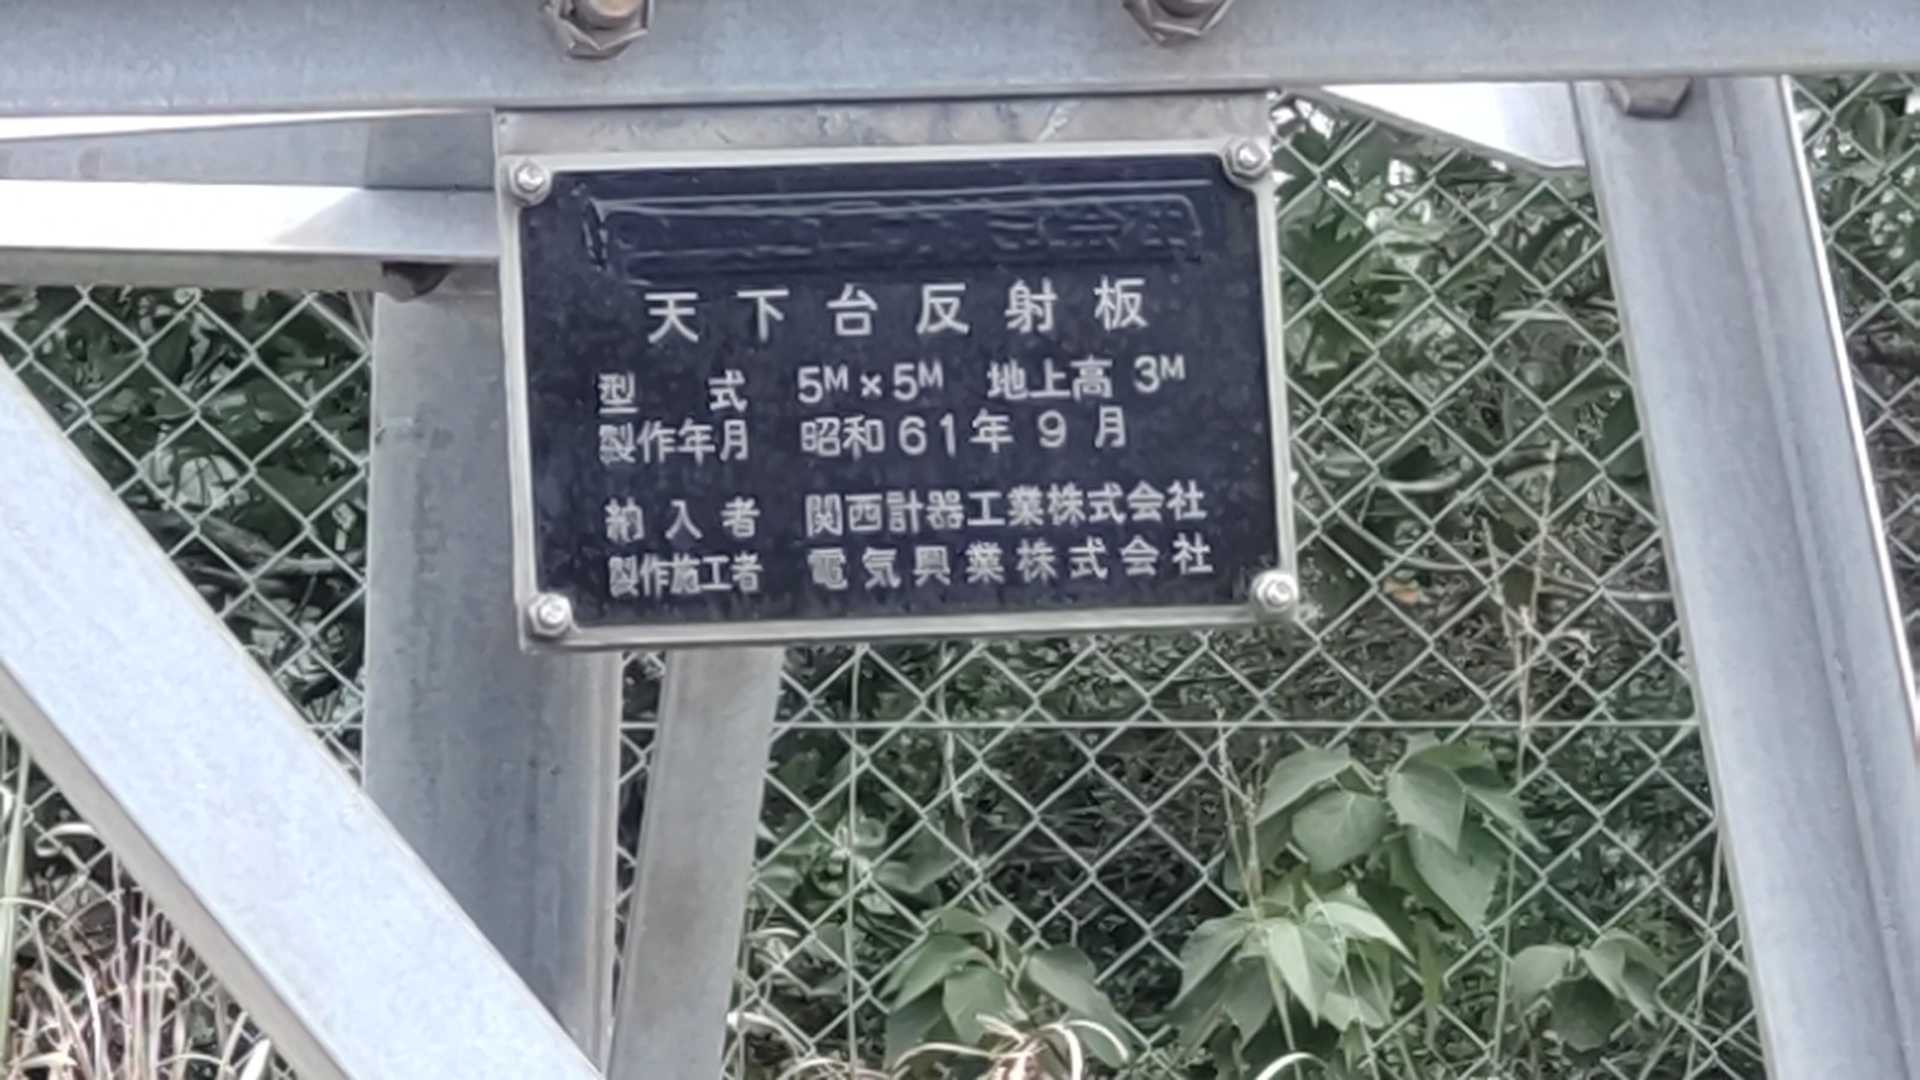 天下台反射板
型式 5M×5M 地上高 3M
製作年月 昭和61年9月
納入者 関西計器工業株式会社
製作施工者 電気興業株式会社